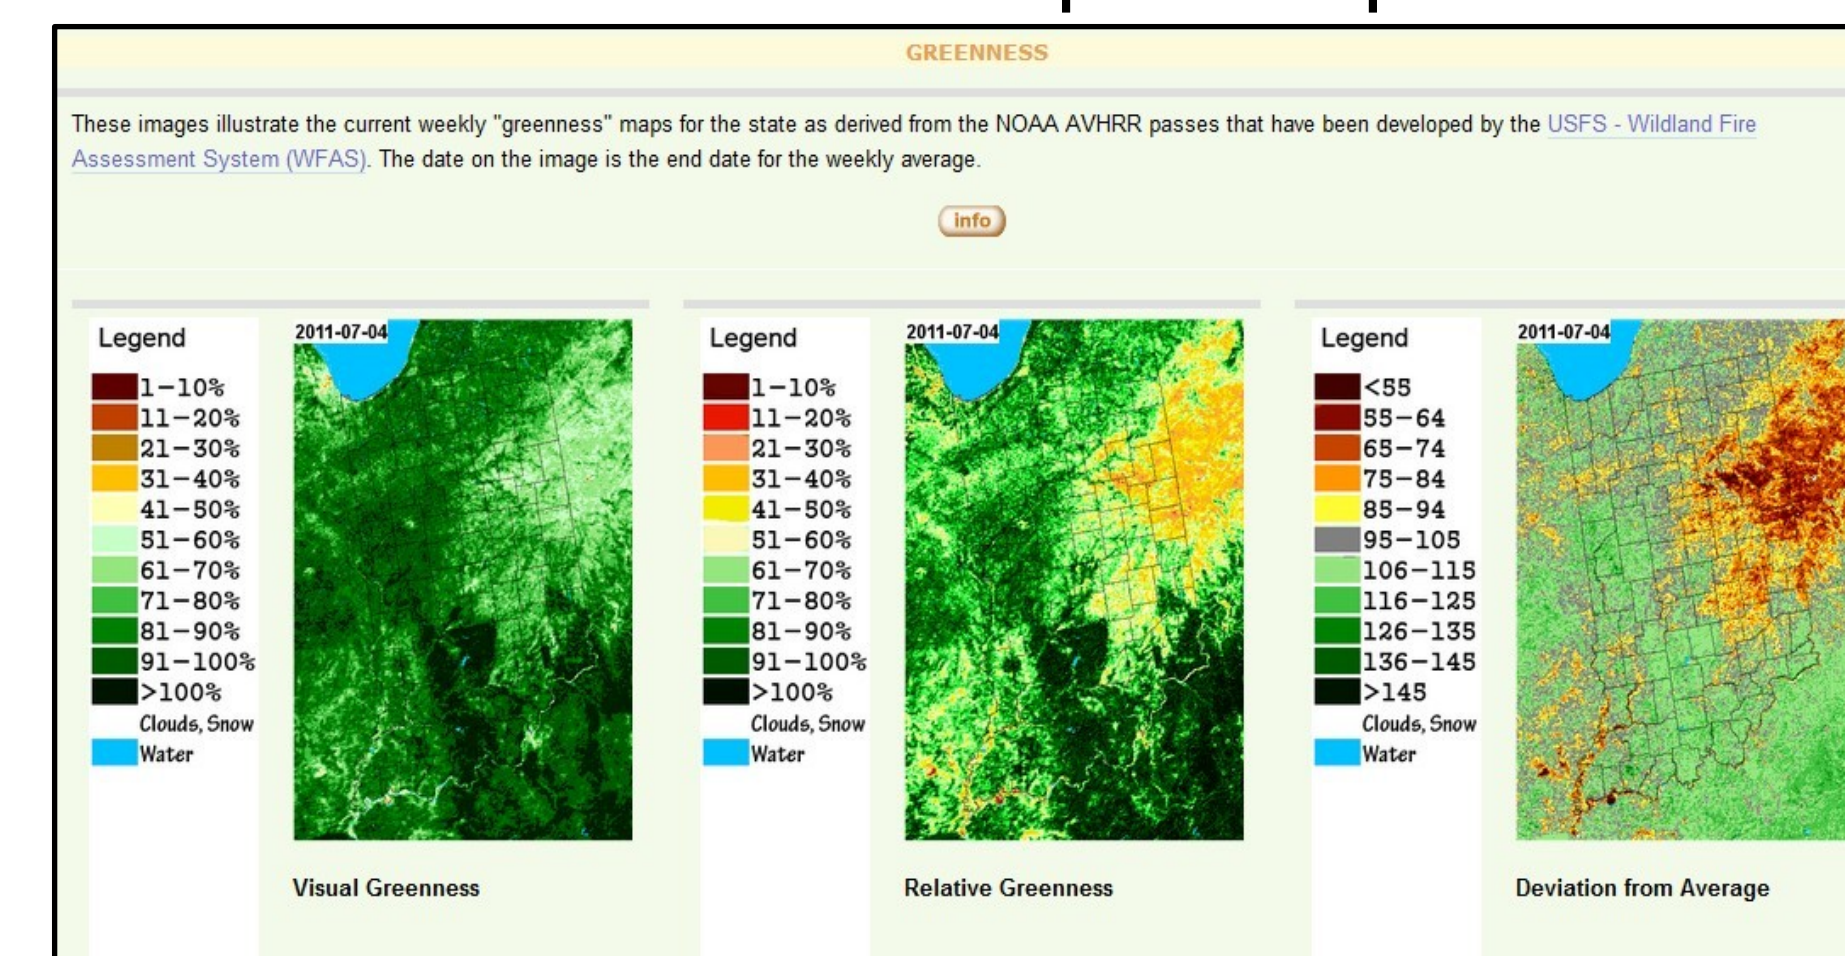 GREENNESS
These images illustrate the current weekly "greenness" maps for the state as derived from the NOAA AVHRR passes that have been developed by the USFS - Wildland Fire
Assessment System (WFAS). The date on the image is the end date for the weekly average.
info
Legend
1-10%
11-20%
21-30%
31-40%
41-50%
51-60%
61-70%
71-80%
81-90%
91-100%
>100%
Clouds, Snow
Water
2011-07-04
Visual Greenness
Legend
1-10%
11-20%
21-30%
31-40%
41-50%
51-60%
61-70%
71-80%
81-90%
91-100%
>100%
Clouds, Snow
Water
2011-07-04
Relative Greenness
Legend
<55
55-64
65-74
75-84
85-94
95-105
106-115
116-125
126-135
136-145
>145
Clouds, Snow
Water
2011-07-04
Deviation from Average